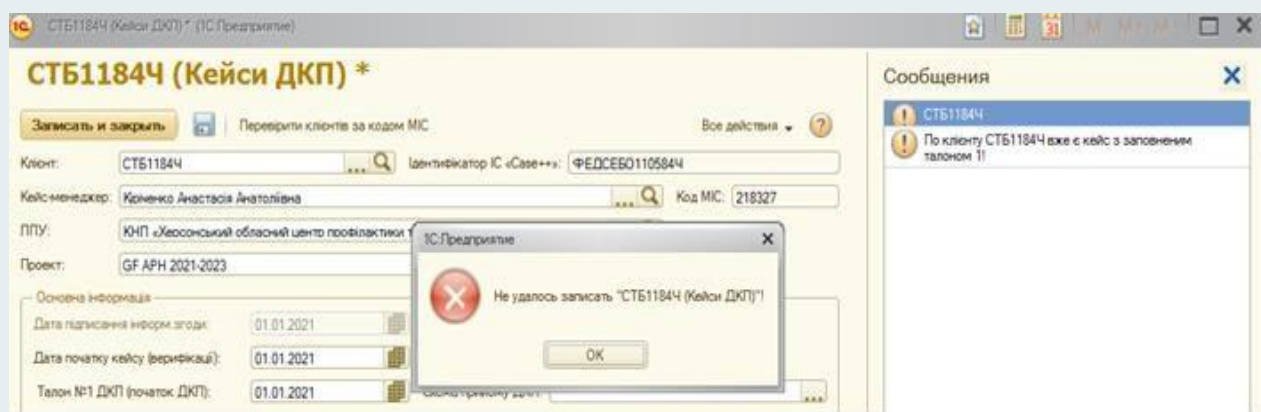 СТБ1184Ч (Кейси ДКП) * (1С:Предприятие)
31 M M+ M-
СТБ1184Ч (Кейси ДКП) *
Записать и закрыть
Перевірити клієнтів за кодом МІС
Все действия
Клієнт: СТБ1184Ч ... Ідентифікатор ІС «Case++»: ФЕДСЕБО110584Ч
Кейс-менеджер: Кріненко Анастасія Анатоліївна ... Код МІС: 218327
ЛПУ: КНП «Херсонський обласний центр профілактики т
Проект: GF APH 2021-2023
Основна інформація
Дата підписання інформ.згоди: 01.01.2021
Дата початку кейсу (верифікації): 01.01.2021
Талон №1 ДКП (початок ДКП): 01.01.2021
...
1С:Предприятие
Не удалось записать "СТБ1184Ч (Кейси ДКП)"!
OK
Сообщения
СТБ1184Ч
По клієнту СТБ1184Ч вже є кейс з заповненим
талоном 1!